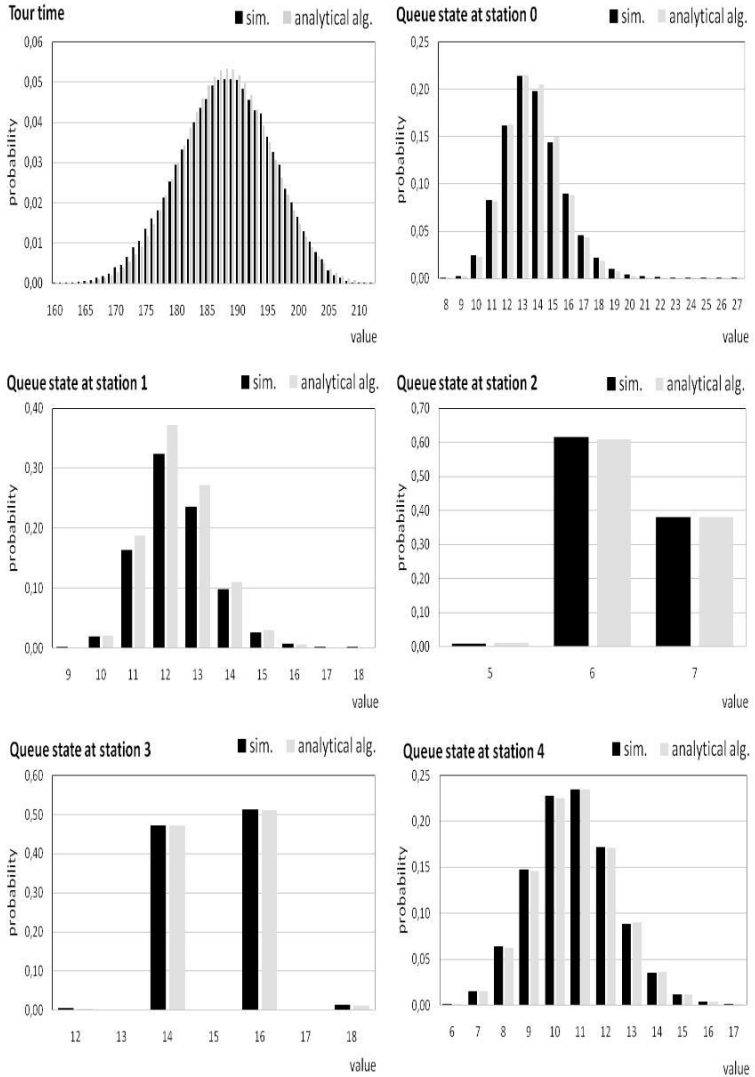 Tour time
sim. analytical alg.
0,06
0,05
0,04
0,03
0,02
0,01
0,00
probability
160 165 170 175 180 185 190 195 200 205 210
value
Queue state at station 0
sim. analytical alg.
0,25
0,20
0,15
0,10
0,05
0,00
probability
8 9 10 11 12 13 14 15 16 17 18 19 20 21 22 23 24 25 26 27
value
Queue state at station 1
sim. analytical alg.
0,40
0,30
0,20
0,10
0,00
probability
9 10 11 12 13 14 15 16 17 18
value
Queue state at station 2
sim. analytical alg.
0,70
0,60
0,50
0,40
0,30
0,20
0,10
0,00
probability
5 6 7
value
Queue state at station 3
sim. analytical alg.
0,60
0,50
0,40
0,30
0,20
0,10
0,00
probability
12 13 14 15 16 17 18
value
Queue state at station 4
sim. analytical alg.
0,25
0,20
0,15
0,10
0,05
0,00
probability
6 7 8 9 10 11 12 13 14 15 16 17
value